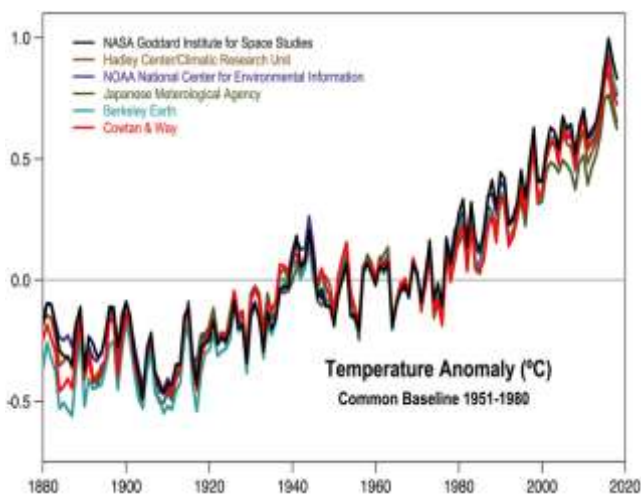 1.0
NASA Goddard Institute for Space Studies
Hadley Center/Climatic Research Unit
NOAA National Center for Environmental Information
Japanese Meterological Agency
Berkeley Earth
Cowtan & Way
0.5
0.0
Temperature Anomaly (ºC)
Common Baseline 1951-1980
-0.5
1880 1900 1920 1940 1960 1980 2000 2020